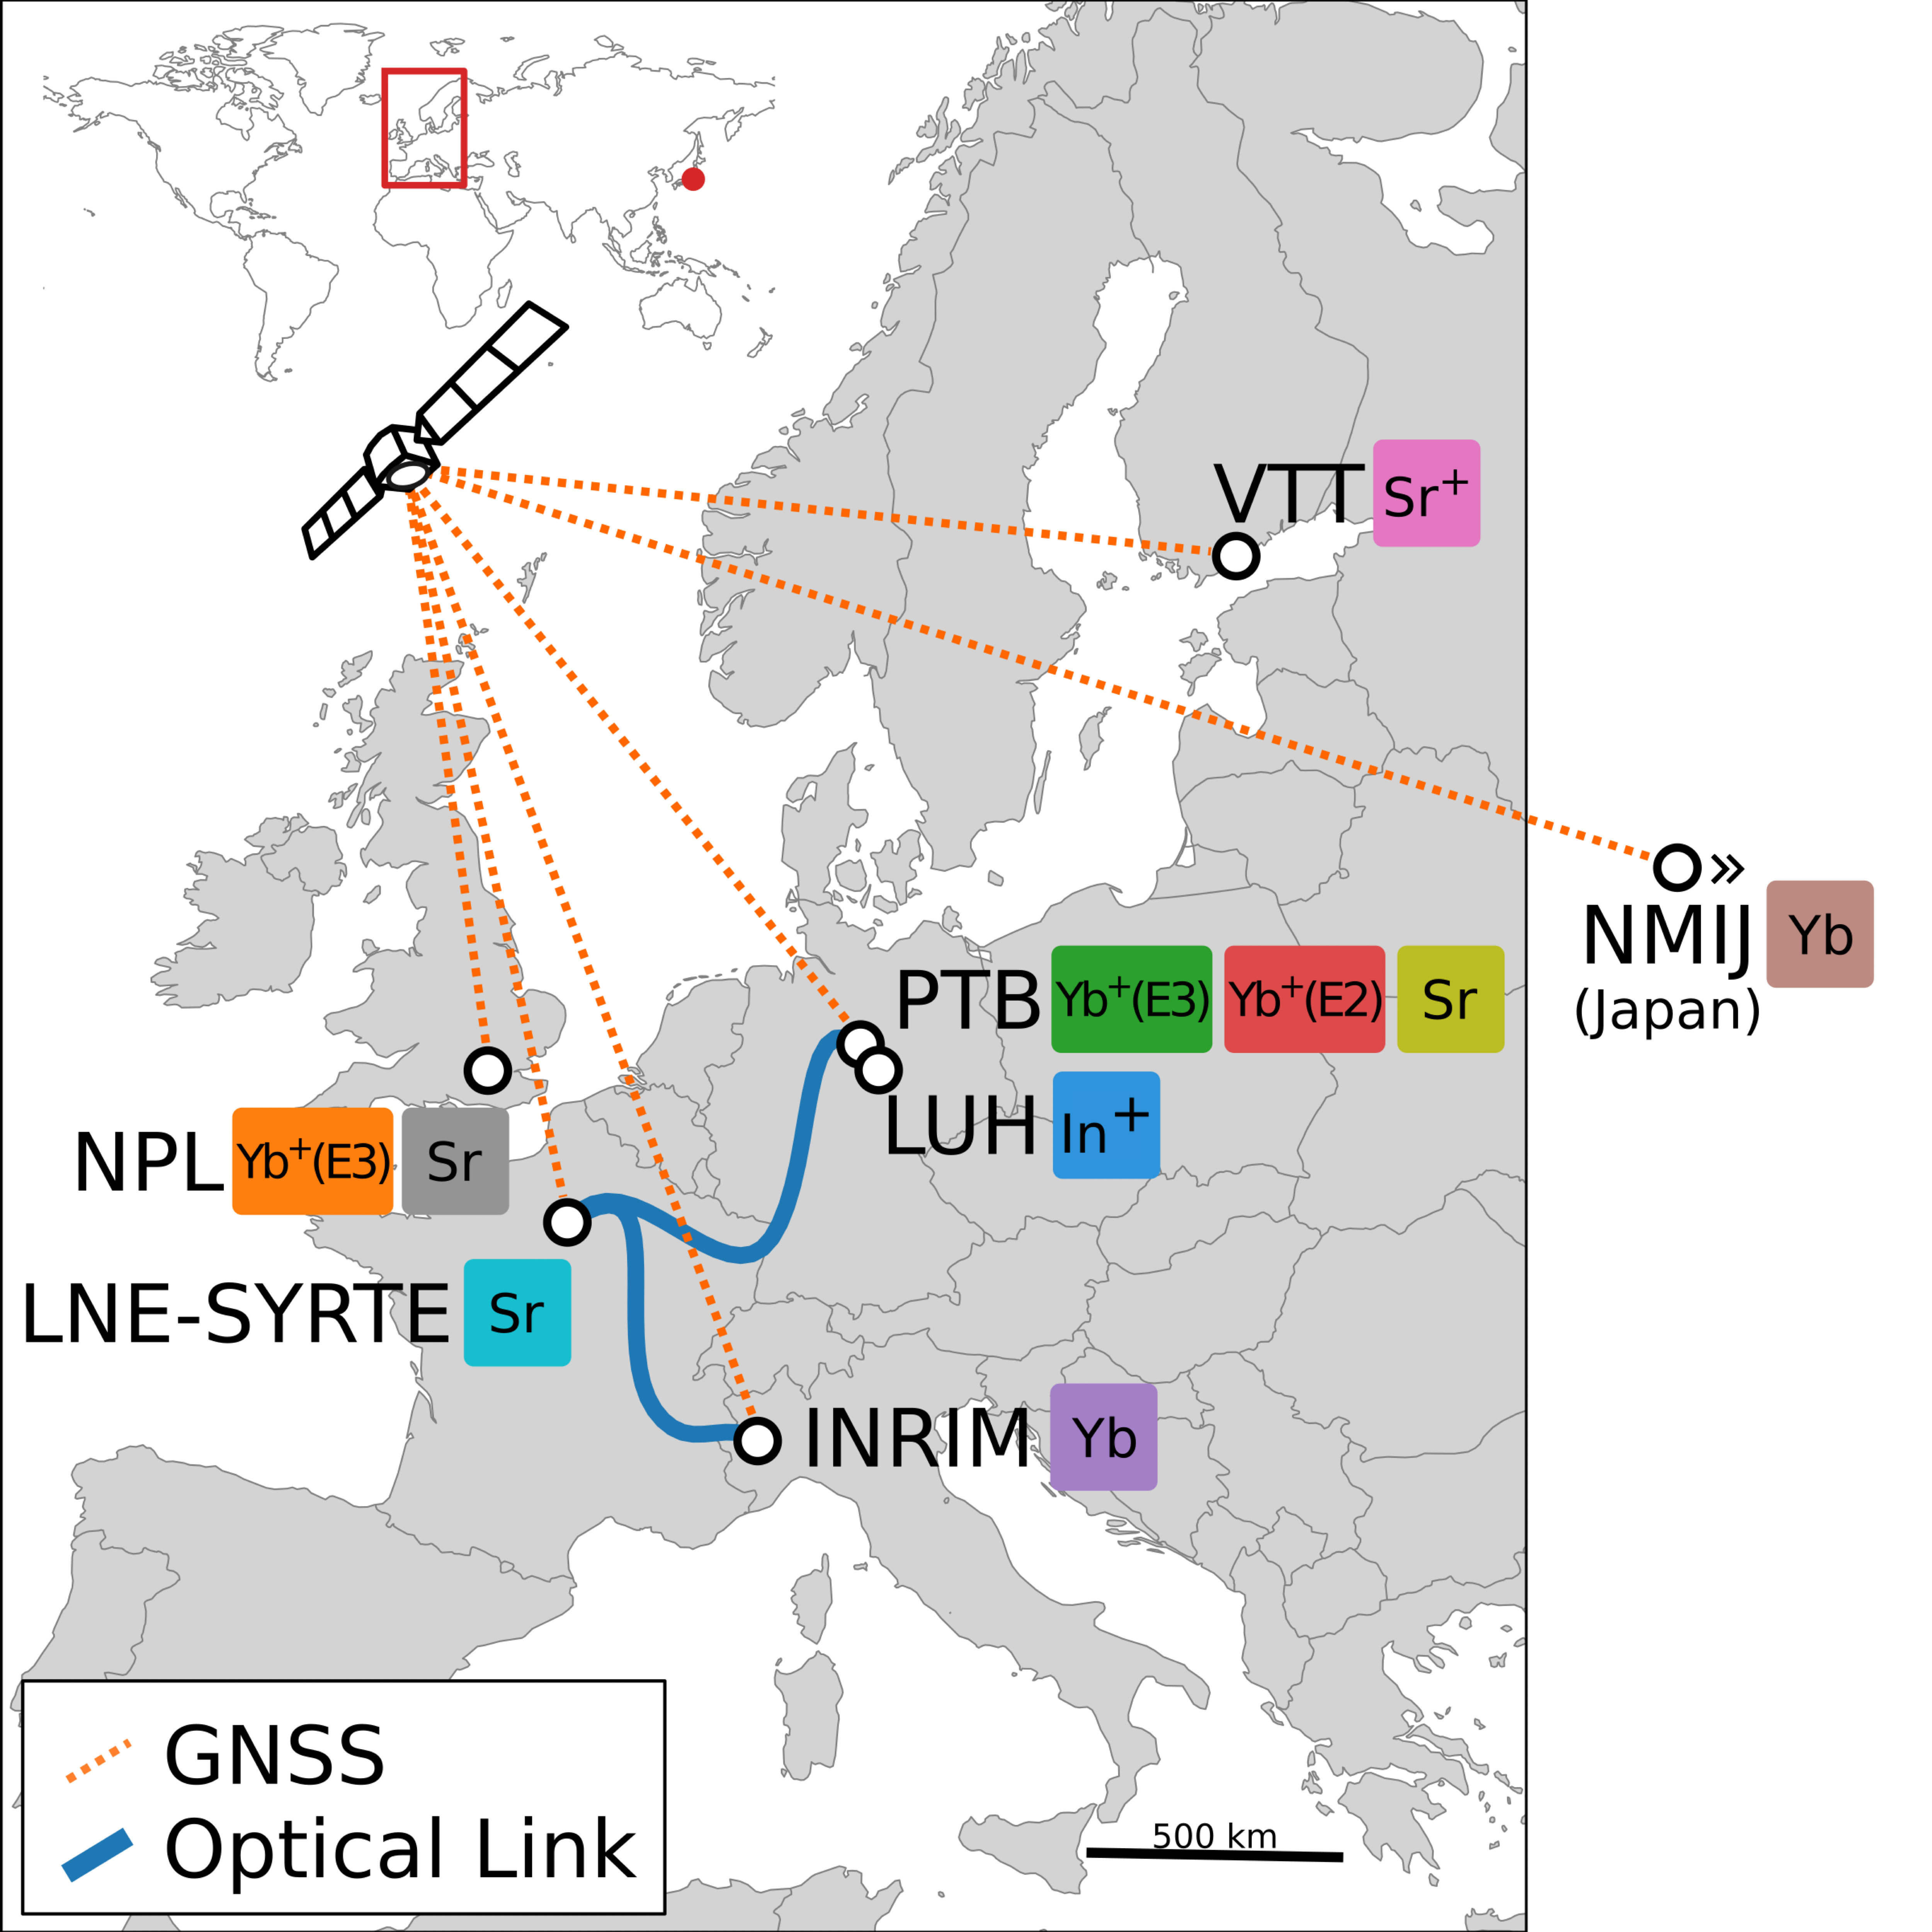 VTT Sr+
NMIJ Yb
(Japan)
PTB Yb+(E3) Yb+(E2) Sr
LUH In+
NPL Yb+(E3) Sr
LNE-SYRTE Sr
INRIM Yb
GNSS
Optical Link
500 km